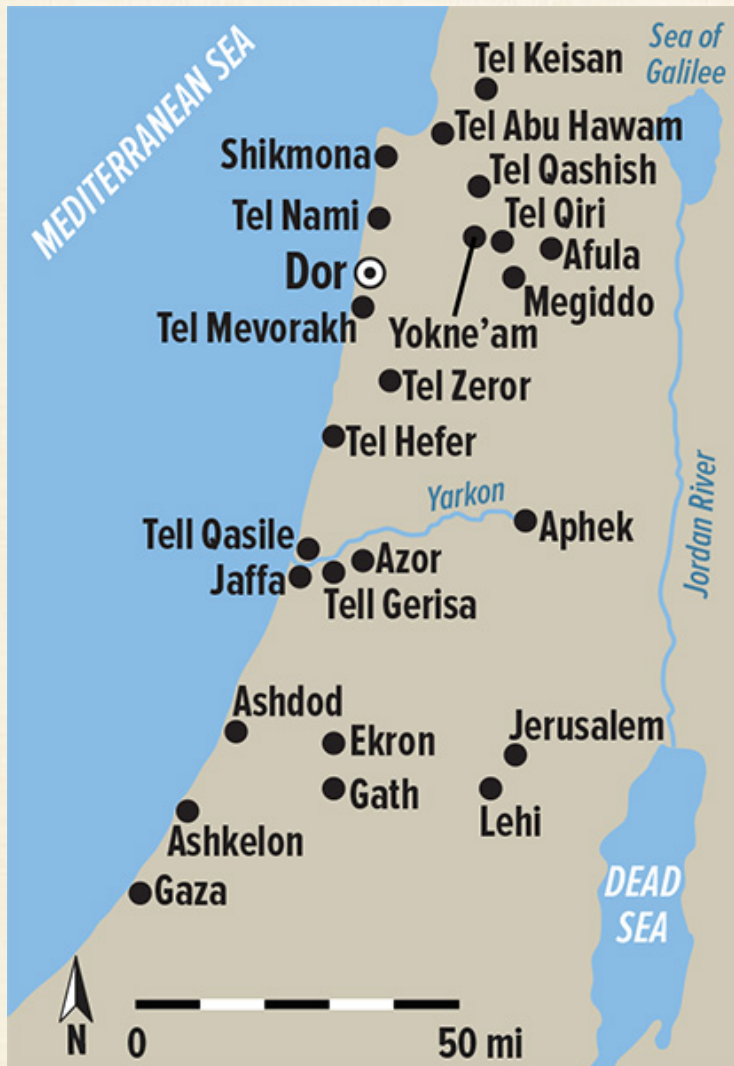 MEDITERRANEAN SEA
Sea of
Galilee
Tel Keisan
Tel Abu Hawam
Shikmona
Tel Qashish
Tel Nami
Tel Qiri
Afula
Dor
Megiddo
Tel Mevorakh
Yokne'am
Tel Zeror
Tel Hefer
Yarkon
Jordan River
Aphek
Tell Qasile
Azor
Jaffa
Tell Gerisa
Ashdod
Jerusalem
Ekron
Gath
Lehi
Ashkelon
Gaza
DEAD
SEA
N
0
50 mi